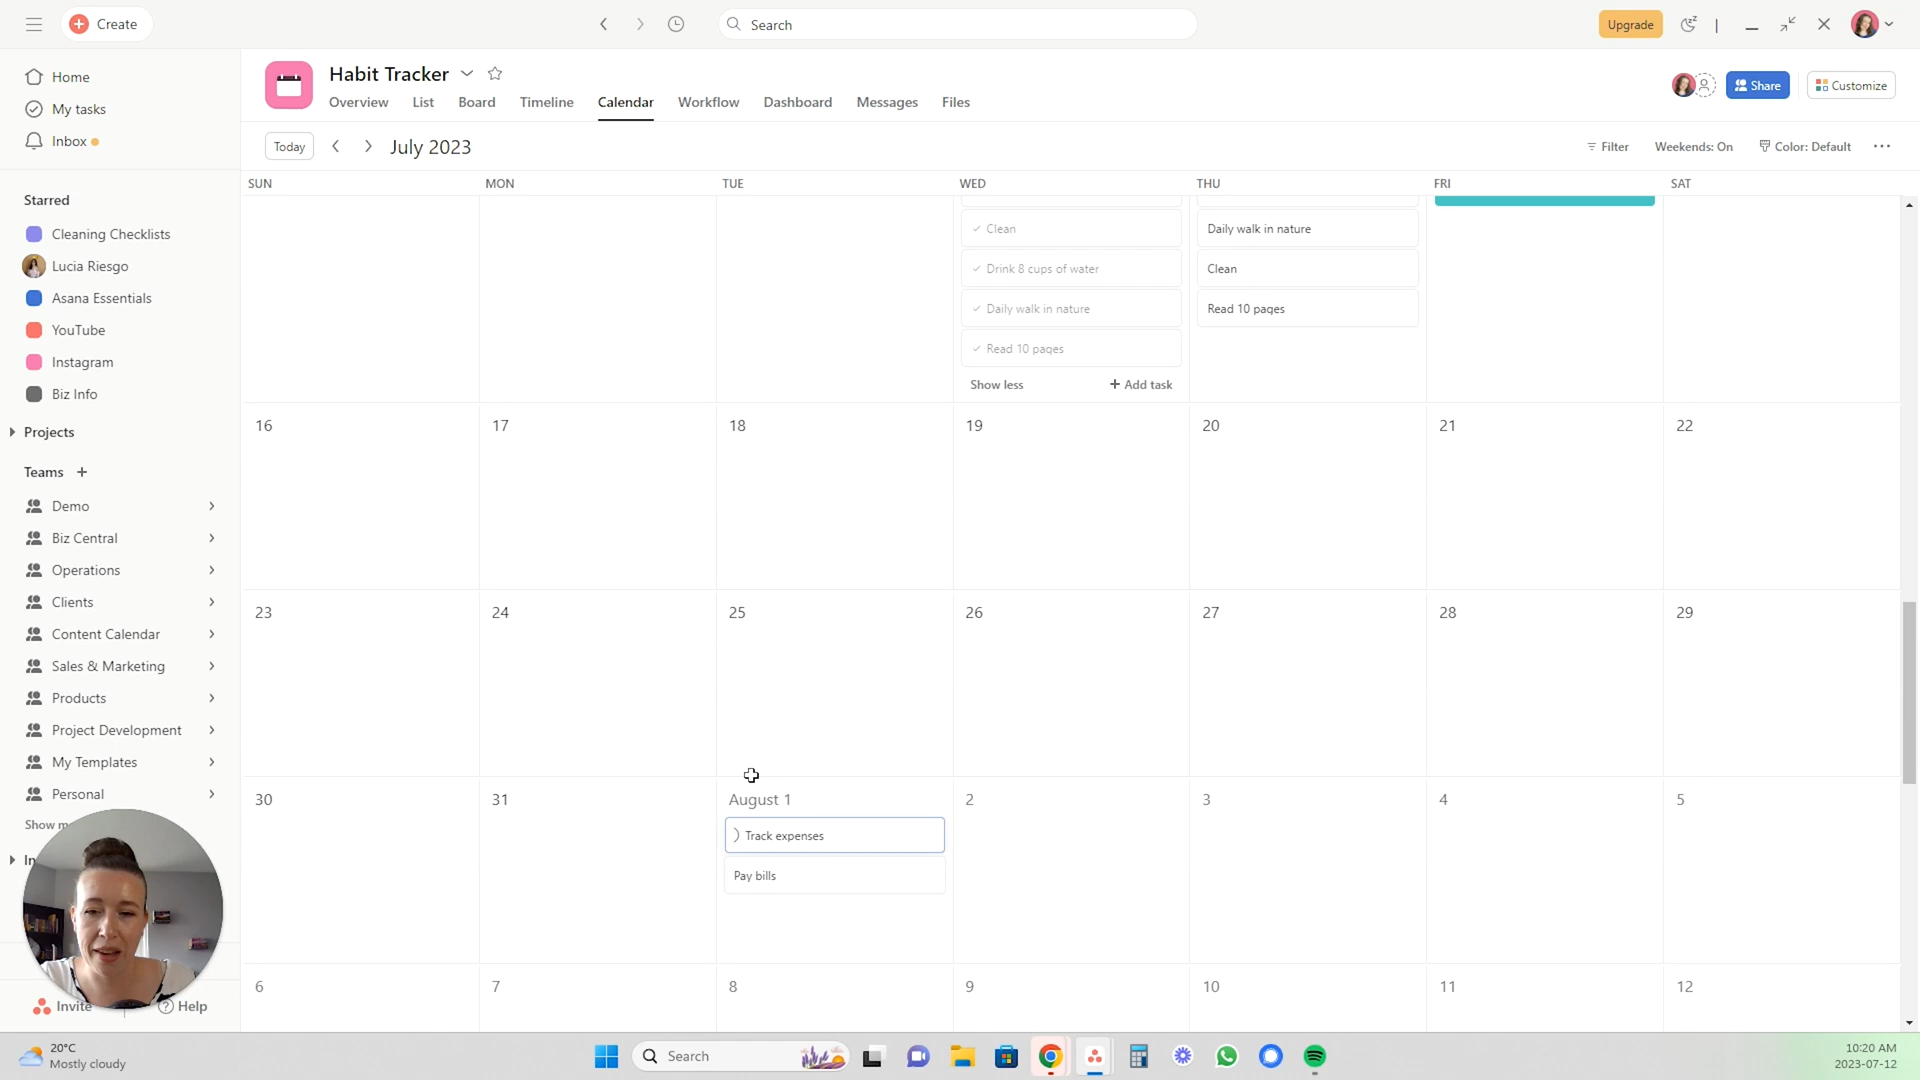 Create
Search
Upgrade
Home
My tasks
Inbox
Starred
Cleaning Checklists
Lucia Riesgo
Asana Essentials
YouTube
Instagram
Biz Info
Projects
Teams
Demo
Biz Central
Operations
Clients
Content Calendar
Sales & Marketing
Products
Project Development
My Templates
Personal
Show
Invite
Help
Habit Tracker
Overview List Board Timeline Calendar Workflow Dashboard Messages Files
Share
Customize
Today
July 2023
Filter
Weekends: On
Color: Default
SUN MON TUE WED THU FRI SAT
Clean
Drink 8 cups of water
Daily walk in nature
Read 10 pages
Show less
+ Add task
Daily walk in nature
Clean
Read 10 pages
16 17 18 19 20 21 22
23 24 25 26 27 28 29
30 31 August 1 2 3 4 5
Track expenses
Pay bills
6 7 8 9 10 11 12
20°C
Mostly cloudy
Search
10:20 AM
2023-07-12